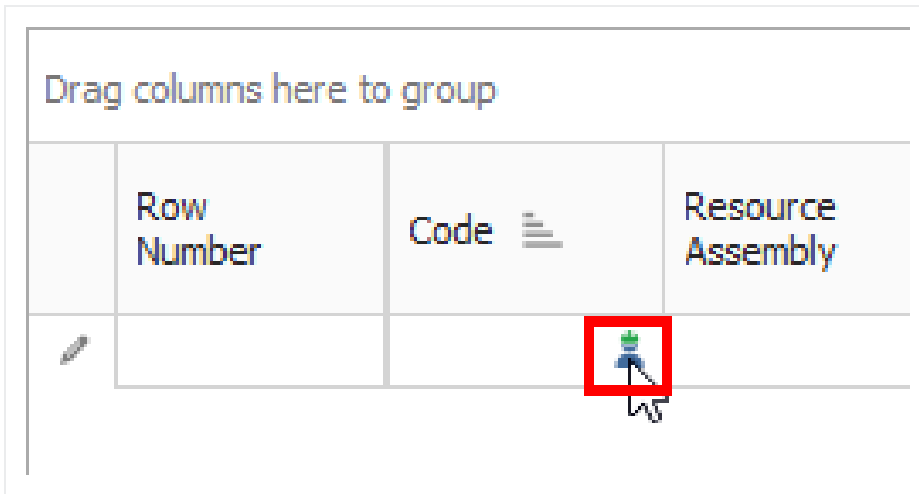 Drag columns here to group
Row
Number
Code
Resource
Assembly